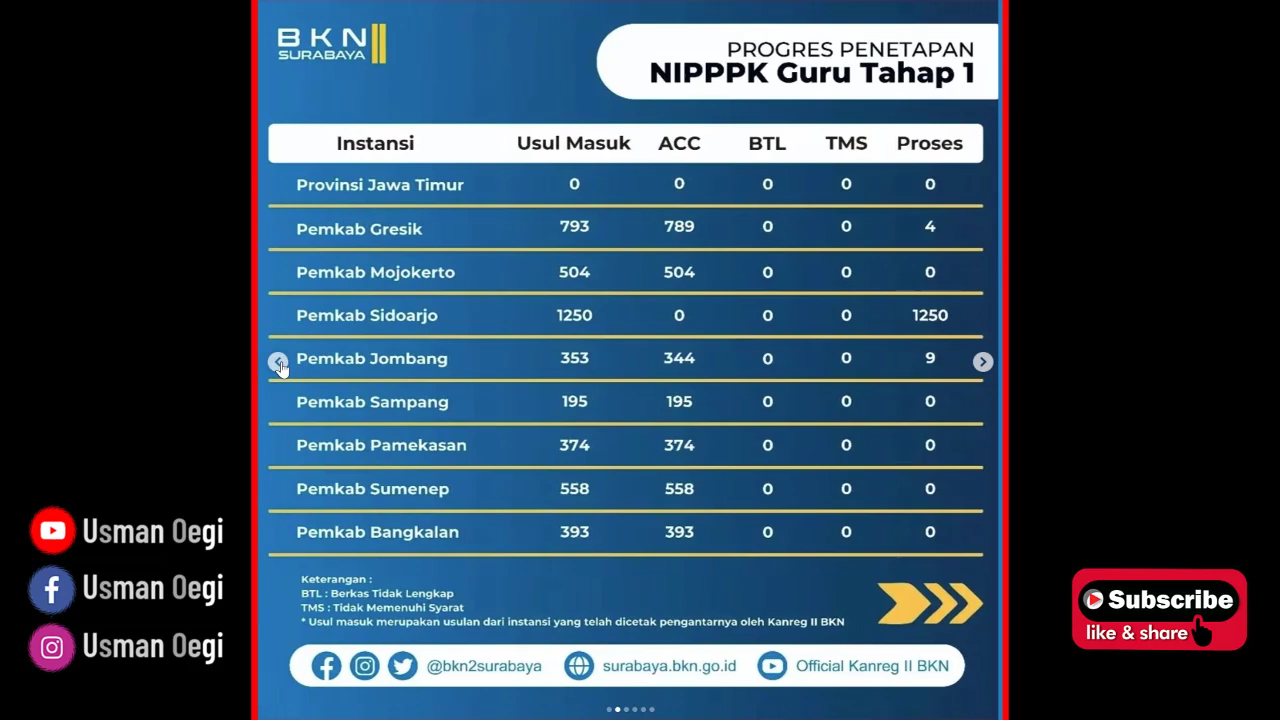 BKN
SURABAYA
PROGRES PENETAPAN
NIPPPK Guru Tahap 1
Instansi Usul Masuk ACC BTL TMS Proses
Provinsi Jawa Timur 0 0 0 0 0
Pemkab Gresik 793 789 0 0 4
Pemkab Mojokerto 504 504 0 0 0
Pemkab Sidoarjo 1250 0 0 0 1250
Pemkab Jombang 353 344 0 0 9
Pemkab Sampang 195 195 0 0 0
Pemkab Pamekasan 374 374 0 0 0
Pemkab Sumenep 558 558 0 0 0
Pemkab Bangkalan 393 393 0 0 0
Keterangan :
BTL : Berkas Tidak Lengkap
TMS : Tidak Memenuhi Syarat
* Usul masuk merupakan usulan dari instansi yang telah dicetak pengantarnya oleh Kanreg II BKN
@bkn2surabaya surabaya.bkn.go.id Official Kanreg II BKN
Usman Oegi
Usman Oegi
Usman Oegi
Subscribe
like & share